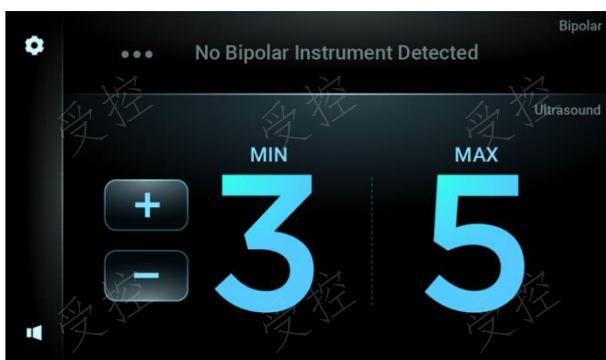 Bipolar
No Bipolar Instrument Detected
Ultrasound
MIN
MAX
+
3
5
−
受控
受控
受控
受控
受控
受控